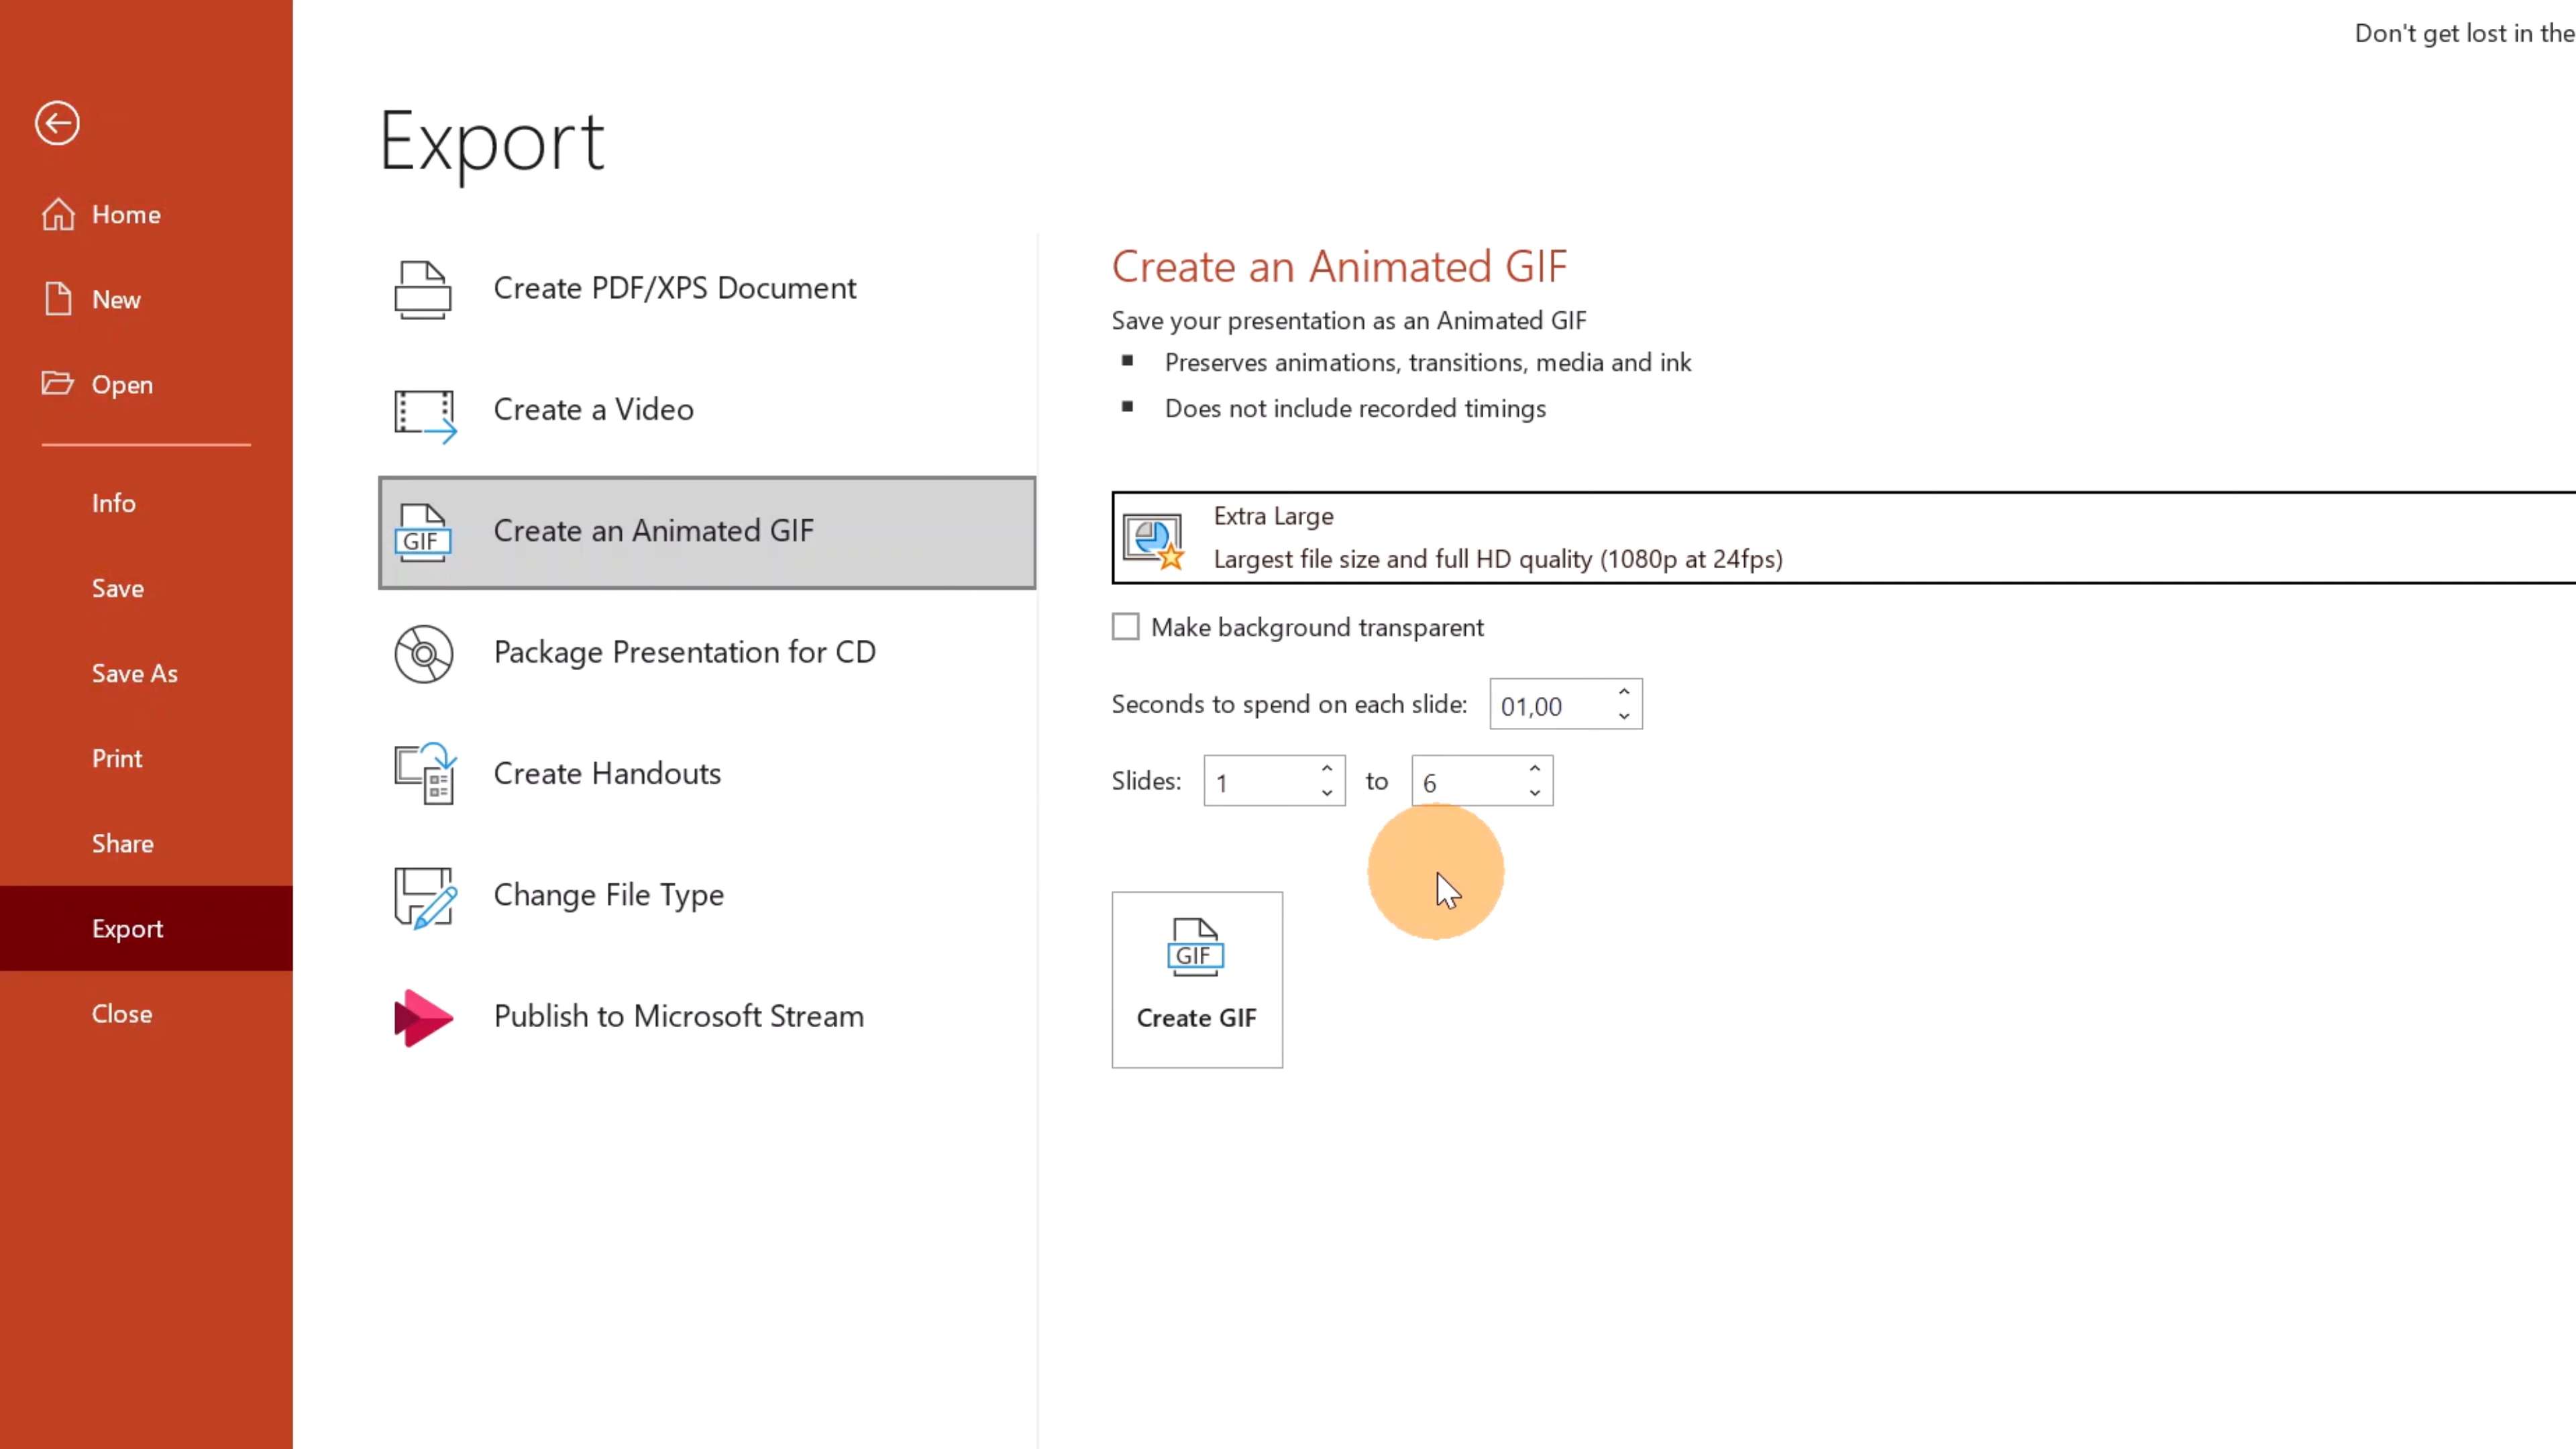 Don't get lost in the
Export
Home
New
Open
Info
Save
Save As
Print
Share
Export
Close
Create PDF/XPS Document
Create a Video
GIF
Create an Animated GIF
Package Presentation for CD
Create Handouts
Change File Type
Publish to Microsoft Stream
Create an Animated GIF
Save your presentation as an Animated GIF
Preserves animations, transitions, media and ink
Does not include recorded timings
Extra Large
Largest file size and full HD quality (1080p at 24fps)
Make background transparent
Seconds to spend on each slide: 01,00
Slides: 1 to 6
GIF
Create GIF